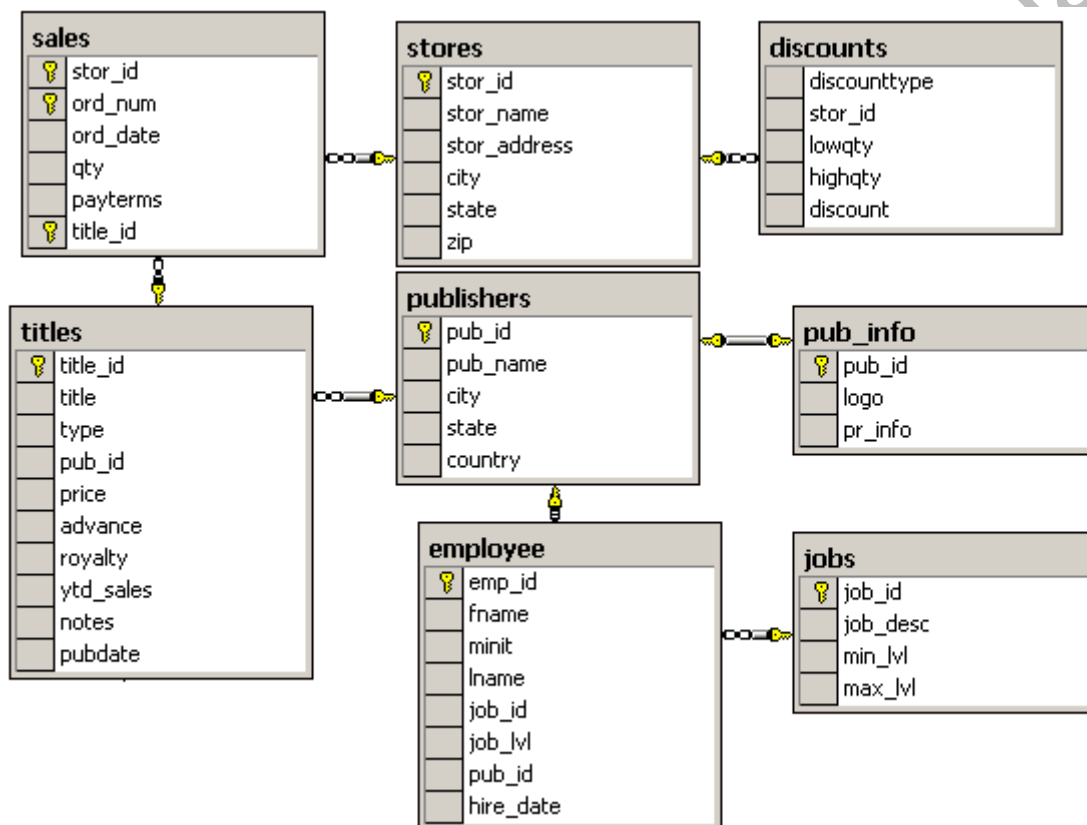 sales
stor_id
ord_num
ord_date
qty
payterms
title_id
stores
stor_id
stor_name
stor_address
city
state
zip
discounts
discounttype
stor_id
lowqty
highqty
discount
titles
title_id
title
type
pub_id
price
advance
royalty
ytd_sales
notes
pubdate
publishers
pub_id
pub_name
city
state
country
pub_info
pub_id
logo
pr_info
employee
emp_id
fname
minit
lname
job_id
job_lvl
pub_id
hire_date
jobs
job_id
job_desc
min_lvl
max_lvl